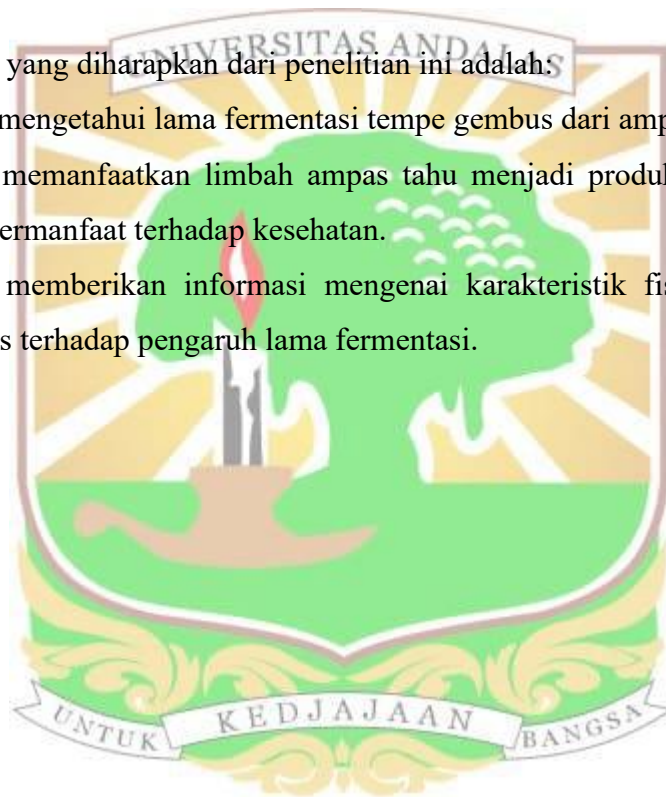 UNIVERSITAS ANDALAS
yang diharapkan dari penelitian ini adalah:
mengetahui lama fermentasi tempe gembus dari amp
memanfaatkan limbah ampas tahu menjadi produk
ermanfaat terhadap kesehatan.
memberikan informasi mengenai karakteristik fis
s terhadap pengaruh lama fermentasi.
UNTUK KEDJAJAAN BANGSA